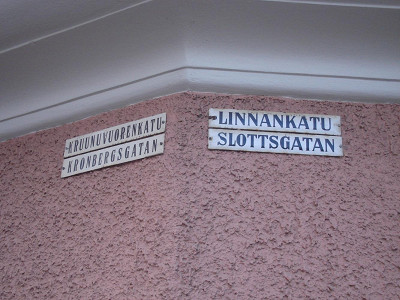 KRUUNUVUORENKATU
KRONBERGSGATAN
LINNANKATU
SLOTTSGATAN